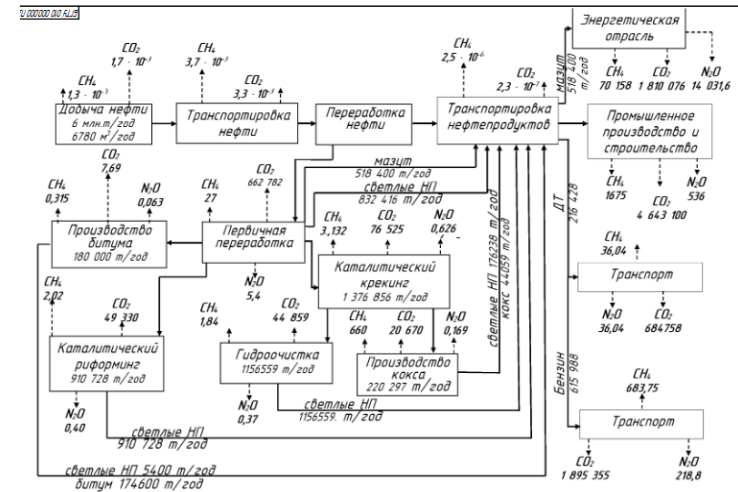 Энергетическая
отрасль
CH₄
70 158
CO₂
1 810 076
N₂O
14 031,6
мазут
518 400
т/год
CH₄
1,3 · 10⁻³
CO₂
1,7 · 10⁻³
CH₄
3,7 · 10⁻³
CO₂
3,3 · 10⁻³
CH₄
2,5 · 10⁻⁶
CO₂
2,3 · 10⁻⁷
Добыча нефти
6 млн.т/год
6780 м³/год
Транспортировка
нефти
Переработка
нефти
Транспортировка
нефтепродуктов
Промышленное
производство и
строительство
CH₄
1675
CO₂
4 643 100
N₂O
536
мазут
518 400 т/год
светлые НП
832 416 т/год
CH₄
0,315
CO₂
7,69
N₂O
0,063
Производство
битума
180 000 т/год
CH₄
27
CO₂
662 782
Первичная
переработка
N₂O
5,4
CH₄
3,132
CO₂
76 525
N₂O
0,626
Каталитический
крекинг
1 376 856 т/год
светлые НП 176238 т/год
кокс 44059 т/год
ДТ
216 428
CH₄
36,04
Транспорт
N₂O
36,04
CO₂
684758
CH₄
2,02
CO₂
49 330
Каталитический
риформинг
910 728 т/год
N₂O
0,40
CH₄
1,84
CO₂
44 859
Гидроочистка
1156559 т/год
N₂O
0,37
CH₄
660
CO₂
20 670
N₂O
0,169
Производство
кокса
220 297 т/год
Бензин
615 988
CH₄
683,75
Транспорт
CO₂
1 895 355
N₂O
218,8
светлые НП
1156559. т/год
светлые НП
910 728 т/год
светлые НП 5400 т/год
битум 174600 т/год